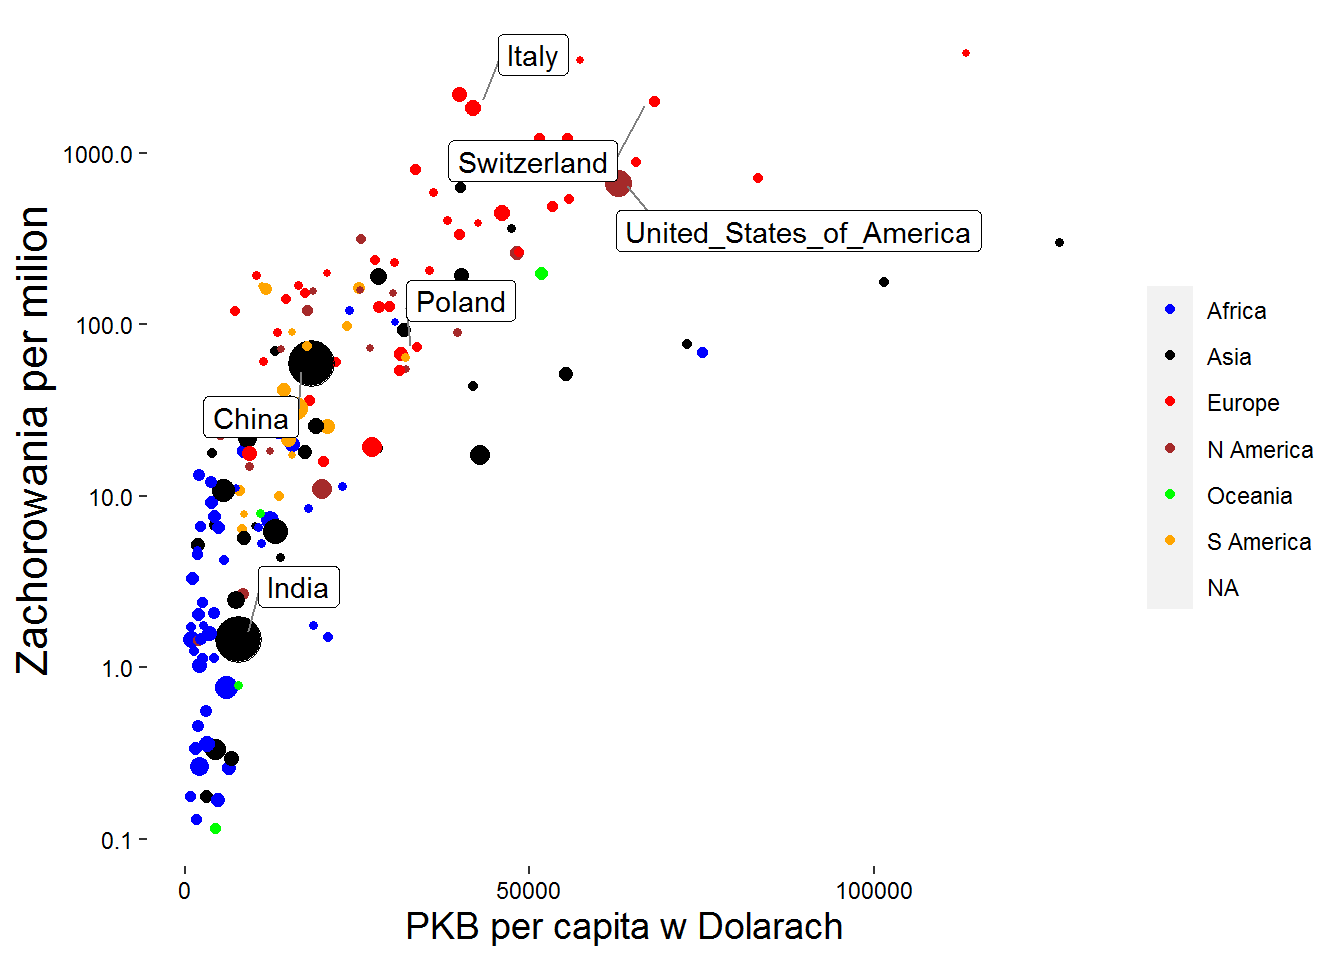 Italy
Switzerland
United_States_of_America
Poland
China
India
Zachorowania per milion
1000.0
100.0
10.0
1.0
0.1
0
50000
100000
PKB per capita w Dolarach
Africa
Asia
Europe
N America
Oceania
S America
NA